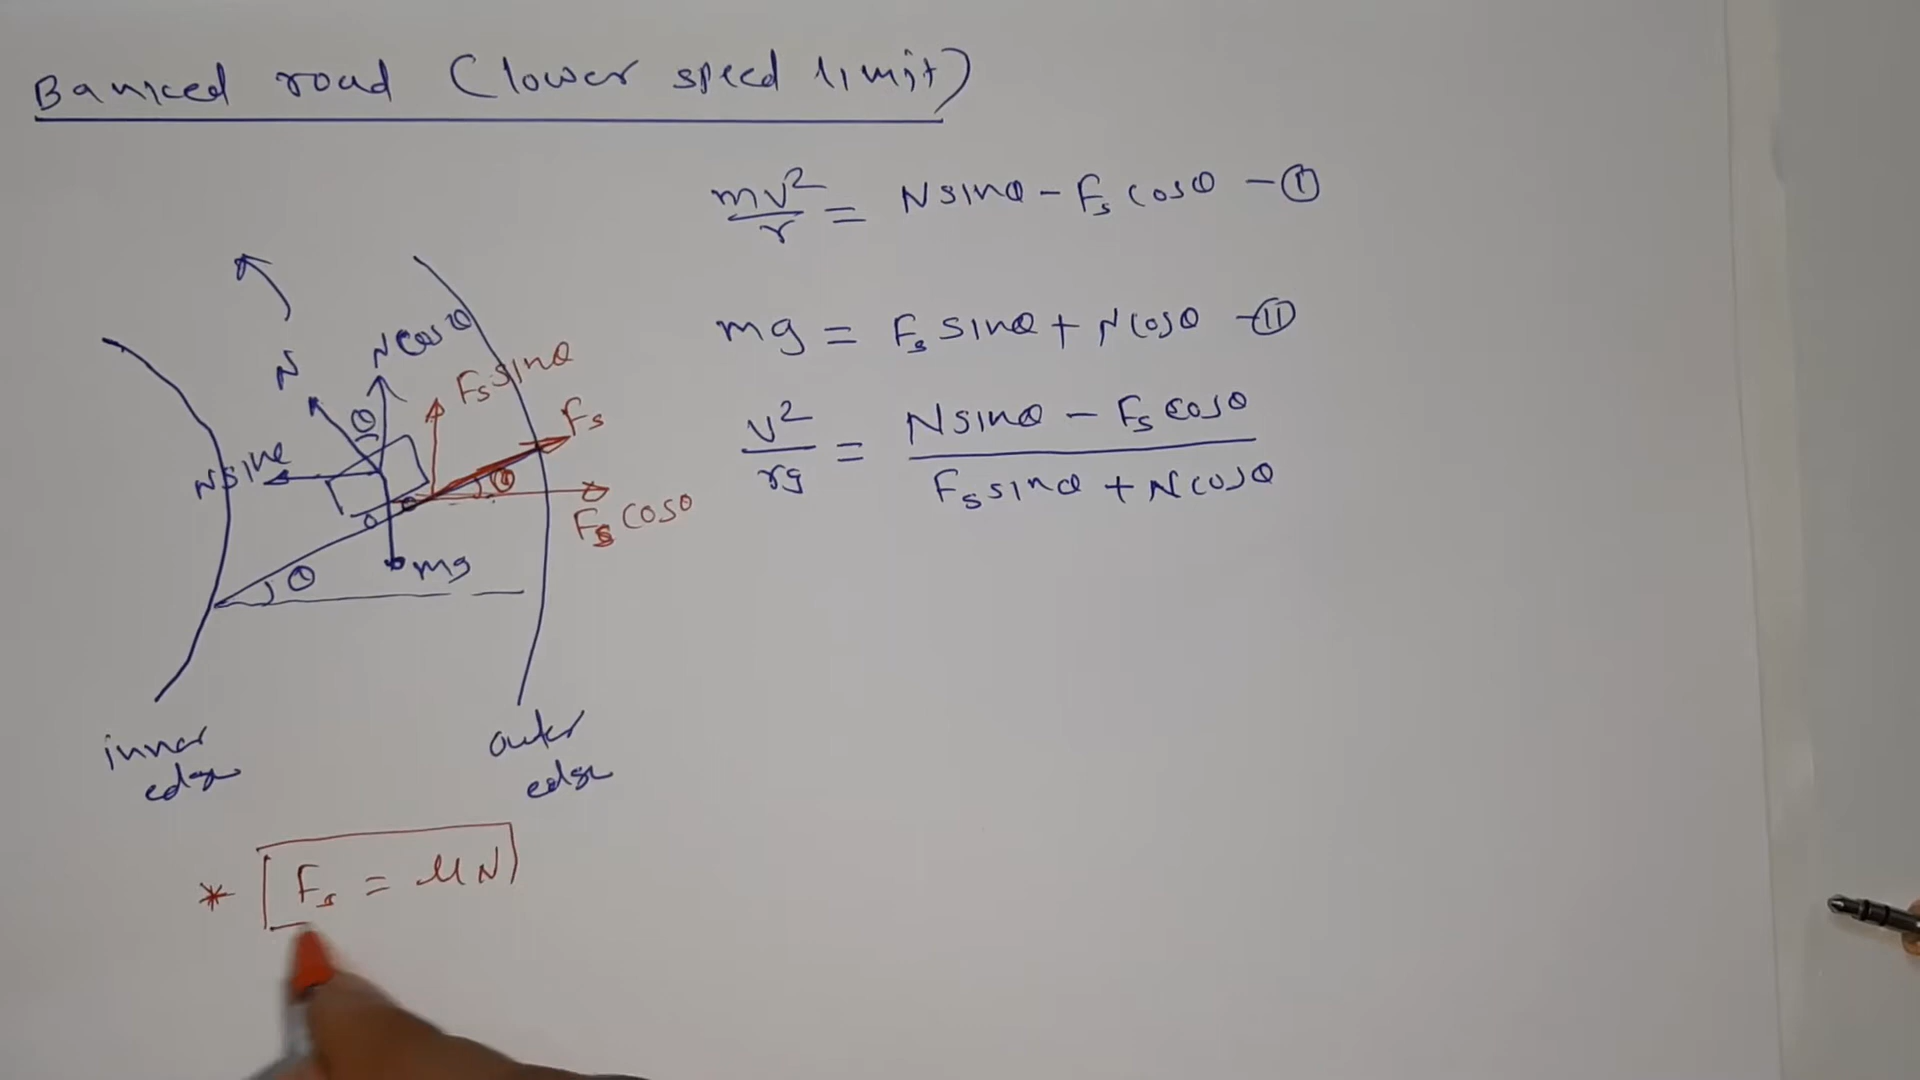 Banked road (lower speed limit)
mv²/r = N sinθ - Fs cosθ - (I)
mg = Fs sinθ + N cosθ - (II)
v²/rg = (N sinθ - Fs cosθ) / (Fs sinθ + N cosθ)
N cosθ
N
θ
Fs sinθ
Fs
N sinθ
θ
Fs cosθ
mg
θ
inner edge
outer edge
* Fs = μN